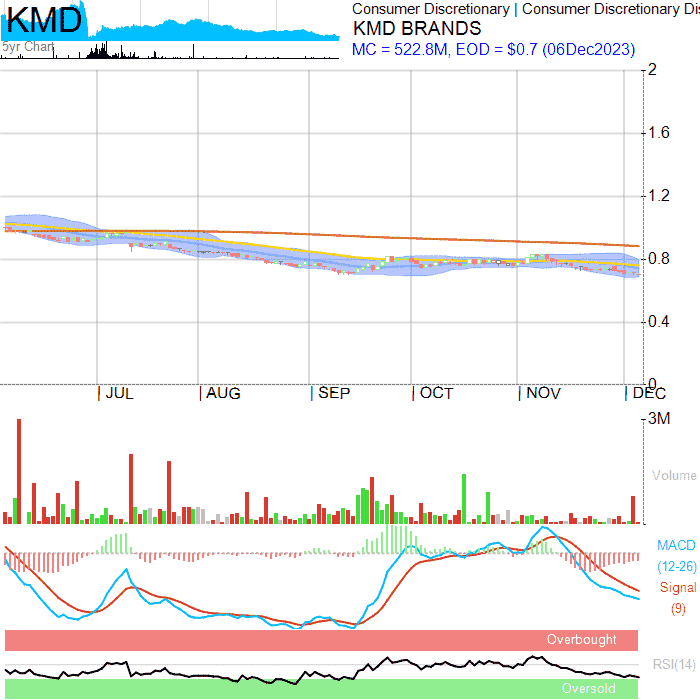 KMD
5yr Chart
Consumer Discretionary | Consumer Discretionary Dis
KMD BRANDS
MC = 522.8M, EOD = $0.7 (06Dec2023)
2
1.6
1.2
0.8
0.4
0
JUL AUG SEP OCT NOV DEC
3M
Volume
MACD
(12-26)
Signal
(9)
Overbought
RSI(14)
Oversold